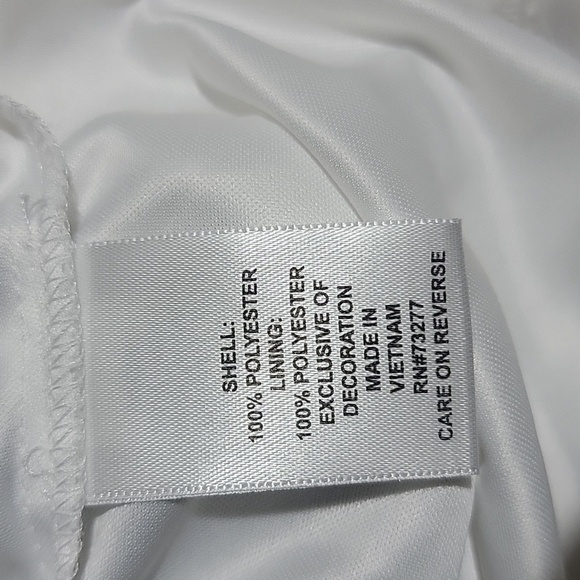 SHELL:
100% POLYESTER
LINING:
100% POLYESTER
EXCLUSIVE OF
DECORATION
MADE IN
VIETNAM
RN#73277
CARE ON REVERSE